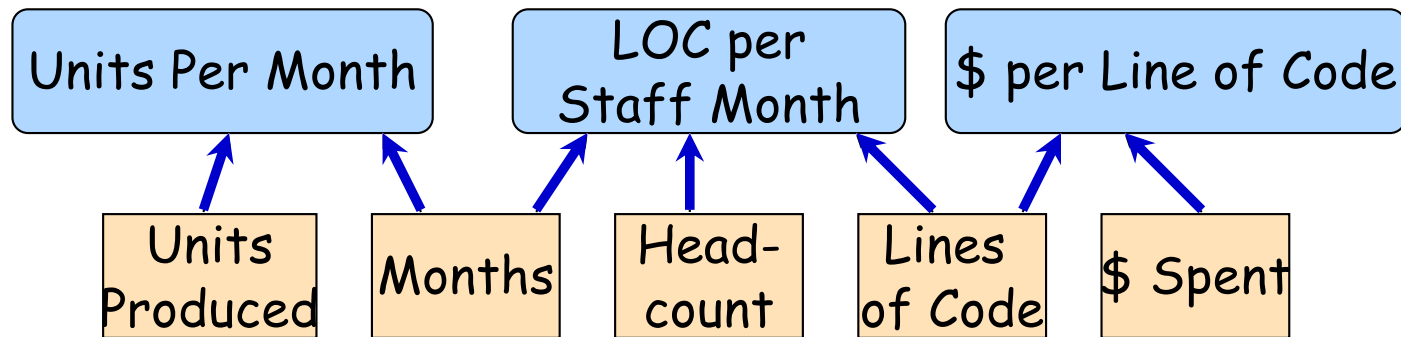 Units Per Month
LOC per
Staff Month
$ per Line of Code
Units
Produced
Months
Head-
count
Lines
of Code
$ Spent